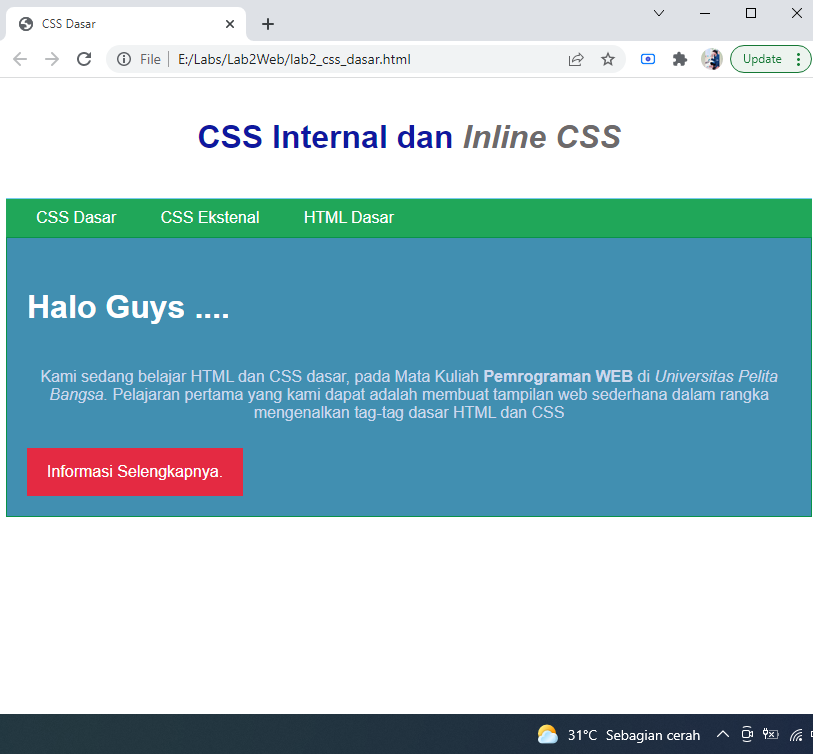 CSS Dasar
File E:/Labs/Lab2Web/lab2_css_dasar.html
Update
CSS Internal dan Inline CSS
CSS Dasar CSS Ekstenal HTML Dasar
Halo Guys ....
Kami sedang belajar HTML dan CSS dasar, pada Mata Kuliah Pemrograman WEB di Universitas Pelita
Bangsa. Pelajaran pertama yang kami dapat adalah membuat tampilan web sederhana dalam rangka
mengenalkan tag-tag dasar HTML dan CSS
Informasi Selengkapnya.
31°C Sebagian cerah